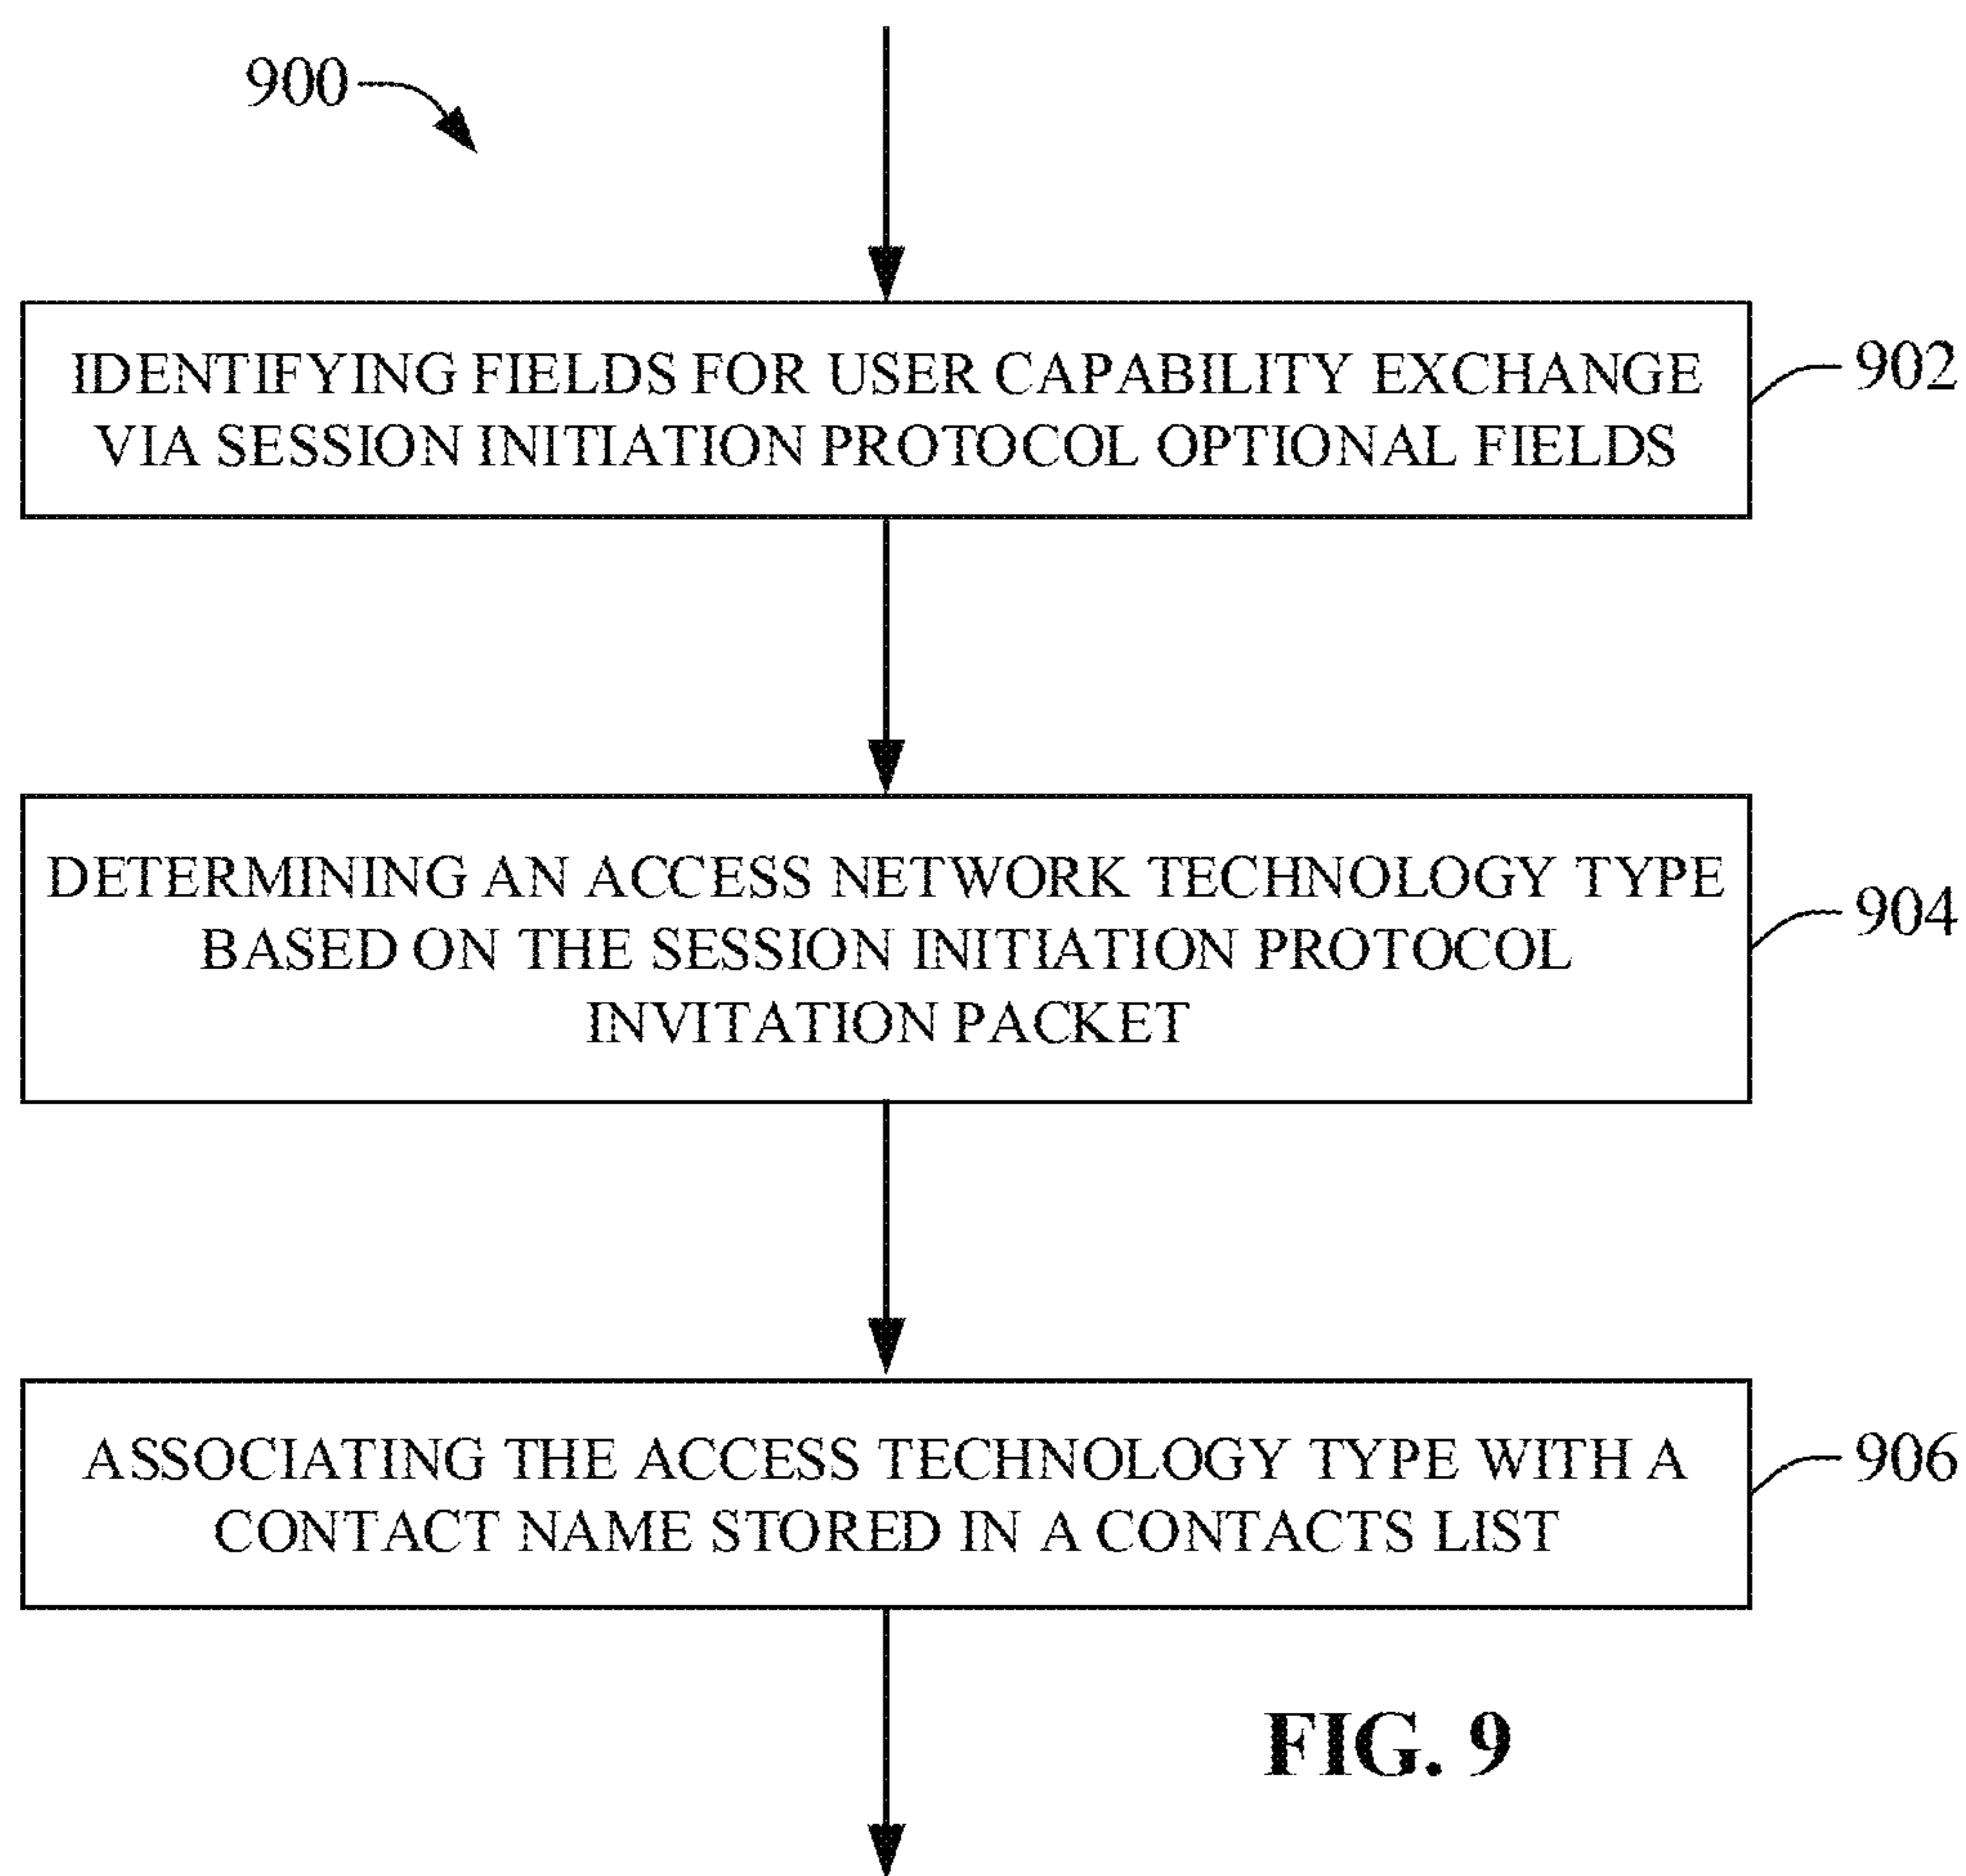 900
IDENTIFYING FIELDS FOR USER CAPABILITY EXCHANGE
VIA SESSION INITIATION PROTOCOL OPTIONAL FIELDS
902
DETERMINING AN ACCESS NETWORK TECHNOLOGY TYPE
BASED ON THE SESSION INITIATION PROTOCOL
INVITATION PACKET
904
ASSOCIATING THE ACCESS TECHNOLOGY TYPE WITH A
CONTACT NAME STORED IN A CONTACTS LIST
906
FIG. 9